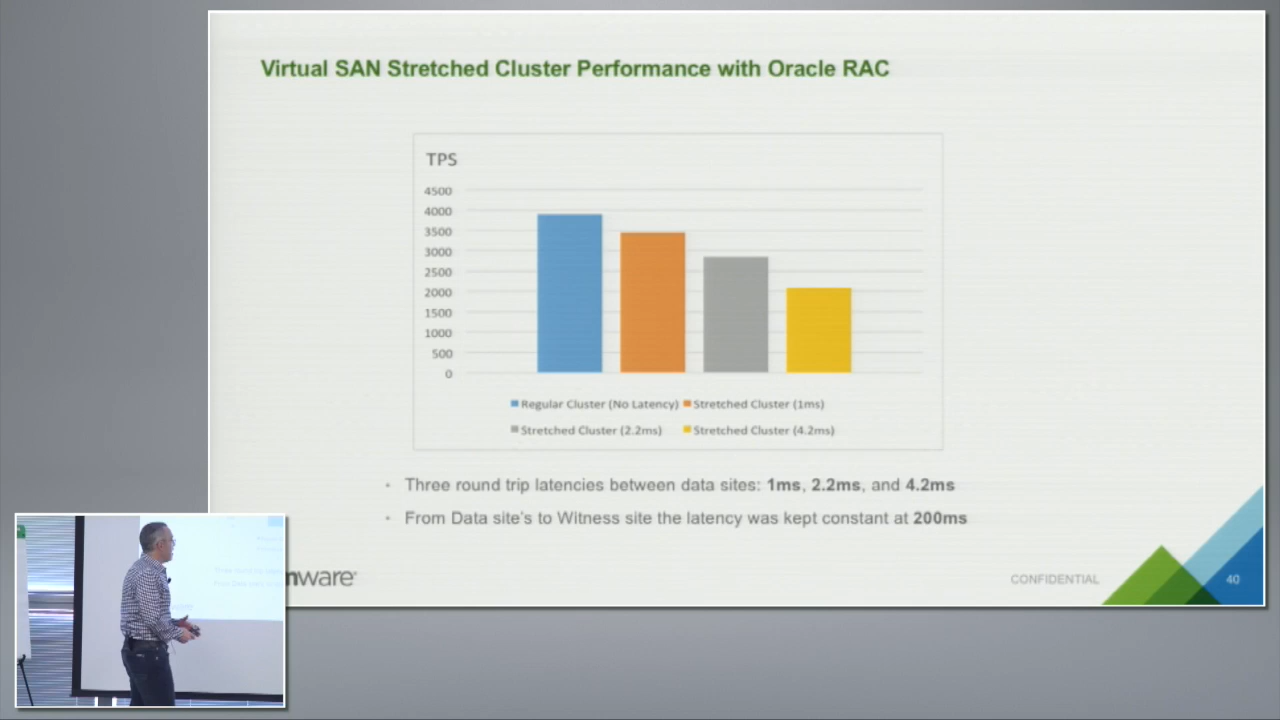 Virtual SAN Stretched Cluster Performance with Oracle RAC
TPS
4500
4000
3500
3000
2500
2000
1500
1000
500
0
Regular Cluster (No Latency) Stretched Cluster (1ms)
Stretched Cluster (2.2ms) Stretched Cluster (4.2ms)
• Three round trip latencies between data sites: 1ms, 2.2ms, and 4.2ms
• From Data site's to Witness site the latency was kept constant at 200ms
mware®
CONFIDENTIAL
40